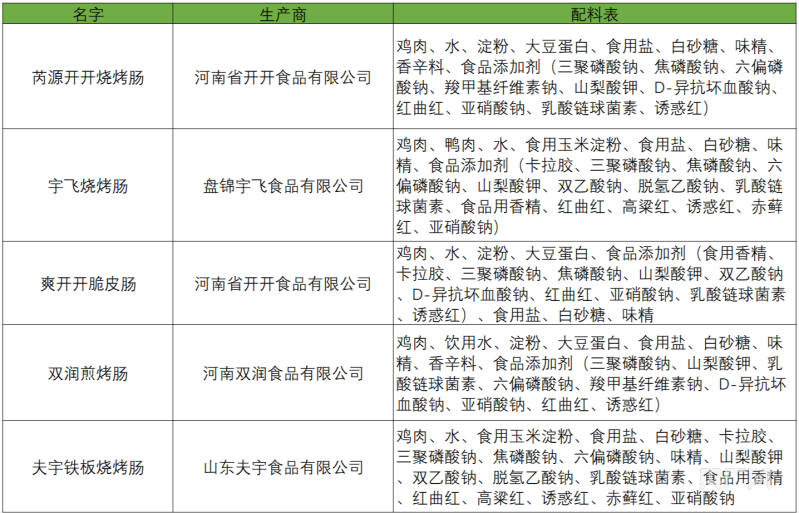 名字 生产商 配料表
芮源开开烧烤肠
河南省开开食品有限公司
鸡肉、水、淀粉、大豆蛋白、食用盐、白砂糖、味精、
香辛料、食品添加剂（三聚磷酸钠、焦磷酸钠、六偏磷
酸钠、羧甲基纤维素钠、山梨酸钾、D-异抗坏血酸钠、
红曲红、亚硝酸钠、乳酸链球菌素、诱惑红）
宇飞烧烤肠
盘锦宇飞食品有限公司
鸡肉、鸭肉、水、食用玉米淀粉、食用盐、白砂糖、味
精、食品添加剂（卡拉胶、三聚磷酸钠、焦磷酸钠、六
偏磷酸钠、山梨酸钾、双乙酸钠、脱氢乙酸钠、乳酸链
球菌素、食品用香精、红曲红、高粱红、诱惑红、赤藓
红、亚硝酸钠）
爽开开脆皮肠
河南省开开食品有限公司
鸡肉、水、淀粉、大豆蛋白、食品添加剂（食用香精、
卡拉胶、三聚磷酸钠、焦磷酸钠、山梨酸钾、双乙酸钠
、D-异抗坏血酸钠、红曲红、亚硝酸钠、乳酸链球菌素
、诱惑红）、食用盐、白砂糖、味精
双润煎烤肠
河南双润食品有限公司
鸡肉、饮用水、淀粉、大豆蛋白、食用盐、白砂糖、味
精、香辛料、食品添加剂（三聚磷酸钠、山梨酸钾、乳
酸链球菌素、六偏磷酸钠、羧甲基纤维素钠、D-异抗坏
血酸钠、亚硝酸钠、红曲红、诱惑红）
夫宇铁板烧烤肠
山东夫宇食品有限公司
鸡肉、水、食用玉米淀粉、食用盐、白砂糖、卡拉胶、
三聚磷酸钠、焦磷酸钠、六偏磷酸钠、味精、山梨酸钾
、双乙酸钠、脱氢乙酸钠、乳酸链球菌素、食品用香精
、红曲红、高粱红、诱惑红、赤藓红、亚硝酸钠